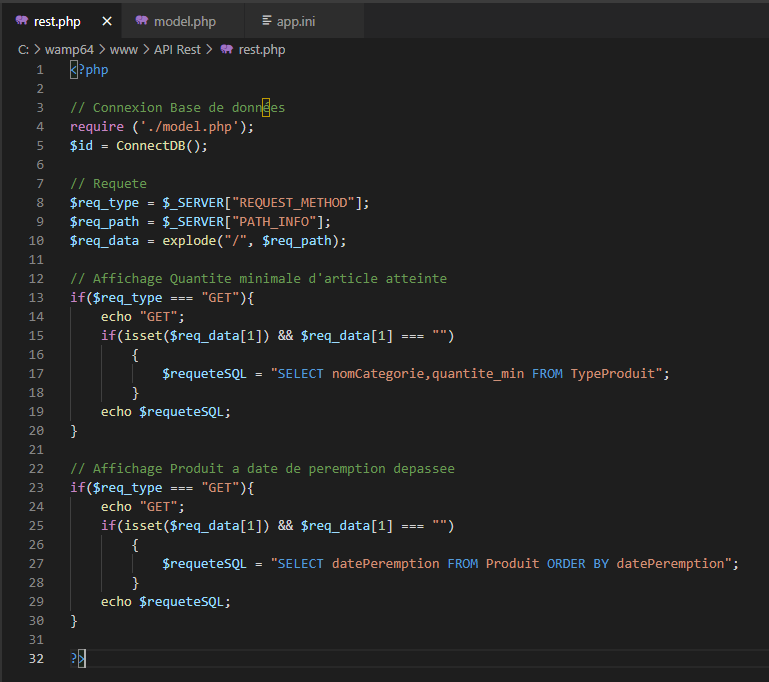 rest.php × model.php app.ini
C: > wamp64 > www > API Rest > rest.php
1 <?php
2
3 // Connexion Base de données
4 require ('./model.php');
5 $id = ConnectDB();
6
7 // Requete
8 $req_type = $_SERVER["REQUEST_METHOD"];
9 $req_path = $_SERVER["PATH_INFO"];
10 $req_data = explode("/", $req_path);
11
12 // Affichage Quantite minimale d'article atteinte
13 if($req_type === "GET"){
14 echo "GET";
15 if(isset($req_data[1]) && $req_data[1] === "")
16 {
17 $requeteSQL = "SELECT nomCategorie,quantite_min FROM TypeProduit";
18 }
19 echo $requeteSQL;
20 }
21
22 // Affichage Produit a date de peremption depassee
23 if($req_type === "GET"){
24 echo "GET";
25 if(isset($req_data[1]) && $req_data[1] === "")
26 {
27 $requeteSQL = "SELECT datePeremption FROM Produit ORDER BY datePeremption";
28 }
29 echo $requeteSQL;
30 }
31
32 ?>